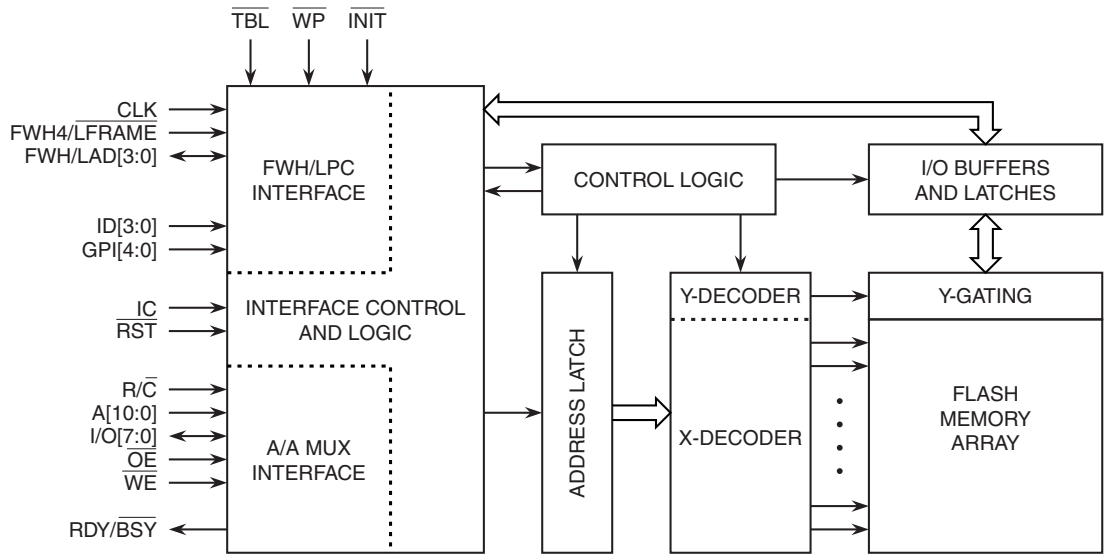 TBL WP INIT
CLK
FWH4/LFRAME
FWH/LAD[3:0]
ID[3:0]
GPI[4:0]
IC
RST
R/C
A[10:0]
I/O[7:0]
OE
WE
RDY/BSY
FWH/LPC
INTERFACE
INTERFACE CONTROL
AND LOGIC
A/A MUX
INTERFACE
CONTROL LOGIC
I/O BUFFERS
AND LATCHES
ADDRESS LATCH
Y-DECODER
X-DECODER
Y-GATING
FLASH
MEMORY
ARRAY